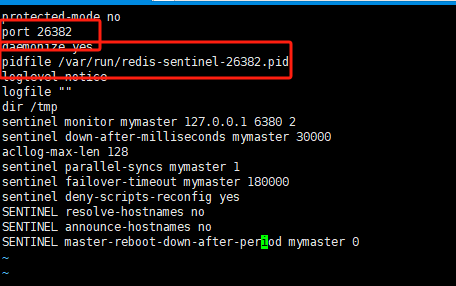 protected-mode no
port 26382
daemonize yes
pidfile /var/run/redis-sentinel-26382.pid
loglevel notice
logfile ""
dir /tmp
sentinel monitor mymaster 127.0.0.1 6380 2
sentinel down-after-milliseconds mymaster 30000
acllog-max-len 128
sentinel parallel-syncs mymaster 1
sentinel failover-timeout mymaster 180000
sentinel deny-scripts-reconfig yes
SENTINEL resolve-hostnames no
SENTINEL announce-hostnames no
SENTINEL master-reboot-down-after-period mymaster 0
~
~